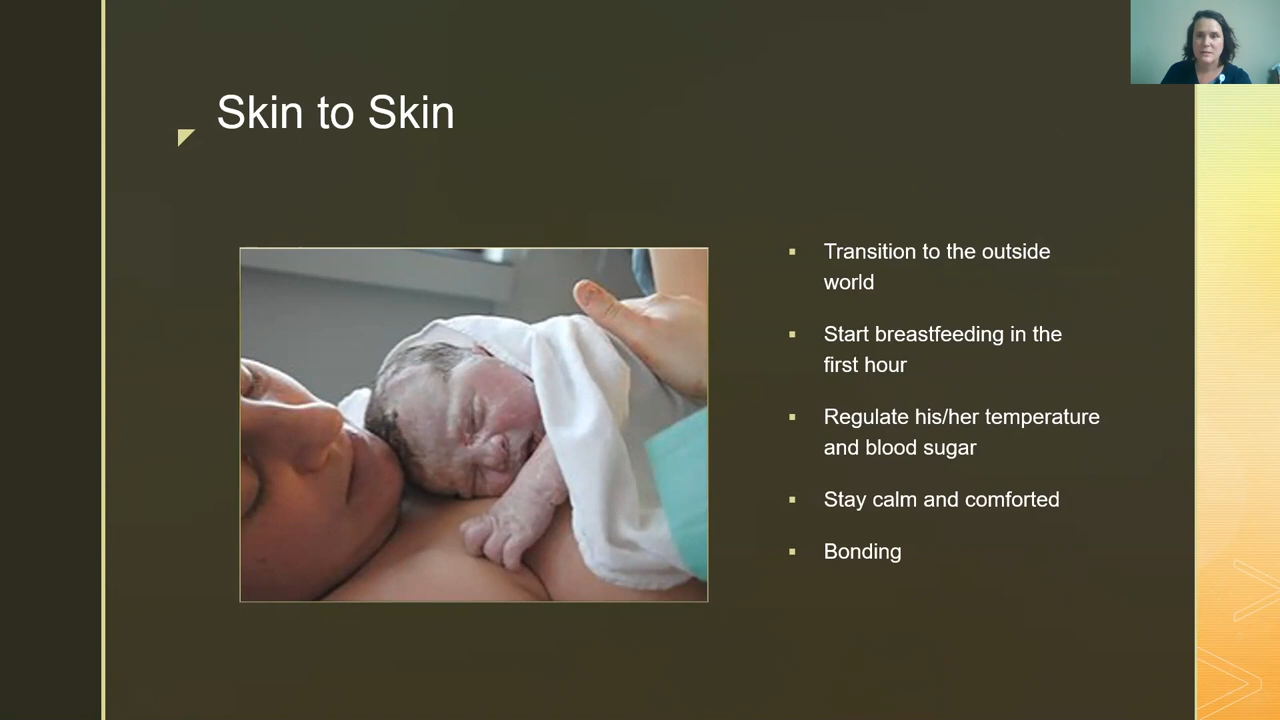 Skin to Skin
Transition to the outside
world
Start breastfeeding in the
first hour
Regulate his/her temperature
and blood sugar
Stay calm and comforted
Bonding